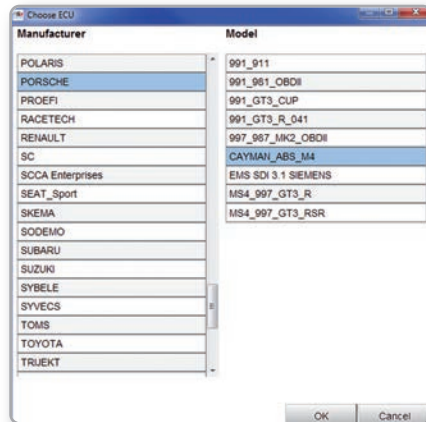 Choose ECU
Manufacturer
POLARIS
PORSCHE
PROEFI
RACETECH
RENAULT
SC
SCCA Enterprises
SEAT_Sport
SKEMA
SODEMO
SUBARU
SUZUKI
SYBELE
SYVECS
TOMS
TOYOTA
TRIJEKT
Model
991_911
991_981_OBDII
991_GT3_CUP
991_GT3_R_041
997_987_MK2_OBDII
CAYMAN_ABS_M4
EMS SDI 3.1 SIEMENS
MS4_997_GT3_R
MS4_997_GT3_RSR
OK
Cancel